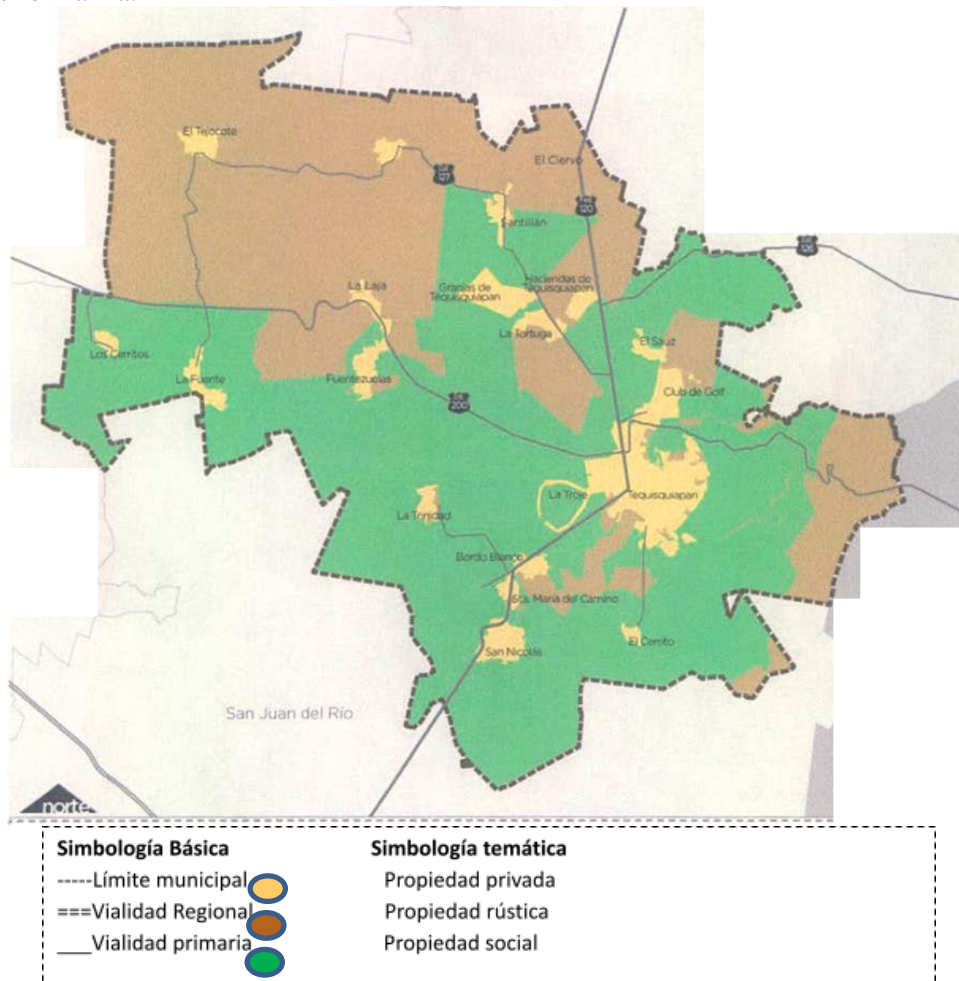 El Tejocote
El Ciervo
127
120
Santillán
La Laja
Granjas de
Tequisquiapan
Haciendas de
Tequisquiapan
La Tortuga
El Sauz
Los Cerritos
La Fuente
Fuentezuelas
Club de Golf
200
La Trinidad
La Troje
Tequisquiapan
Bordo Blanco
Sta. María del Camino
San Nicolás
El Cerrito
San Juan del Río
norte
Simbología Básica
Simbología temática
-----Límite municipal
Propiedad privada
===Vialidad Regional
Propiedad rústica
___Vialidad primaria
Propiedad social